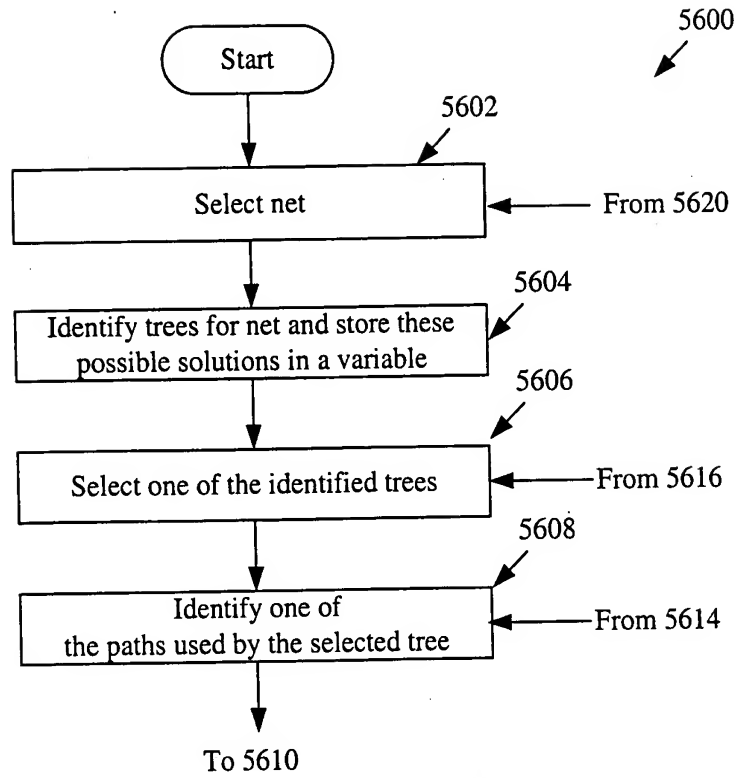 5600
Start
5602
Select net
From 5620
5604
Identify trees for net and store these
possible solutions in a variable
5606
Select one of the identified trees
From 5616
5608
Identify one of
the paths used by the selected tree
From 5614
To 5610